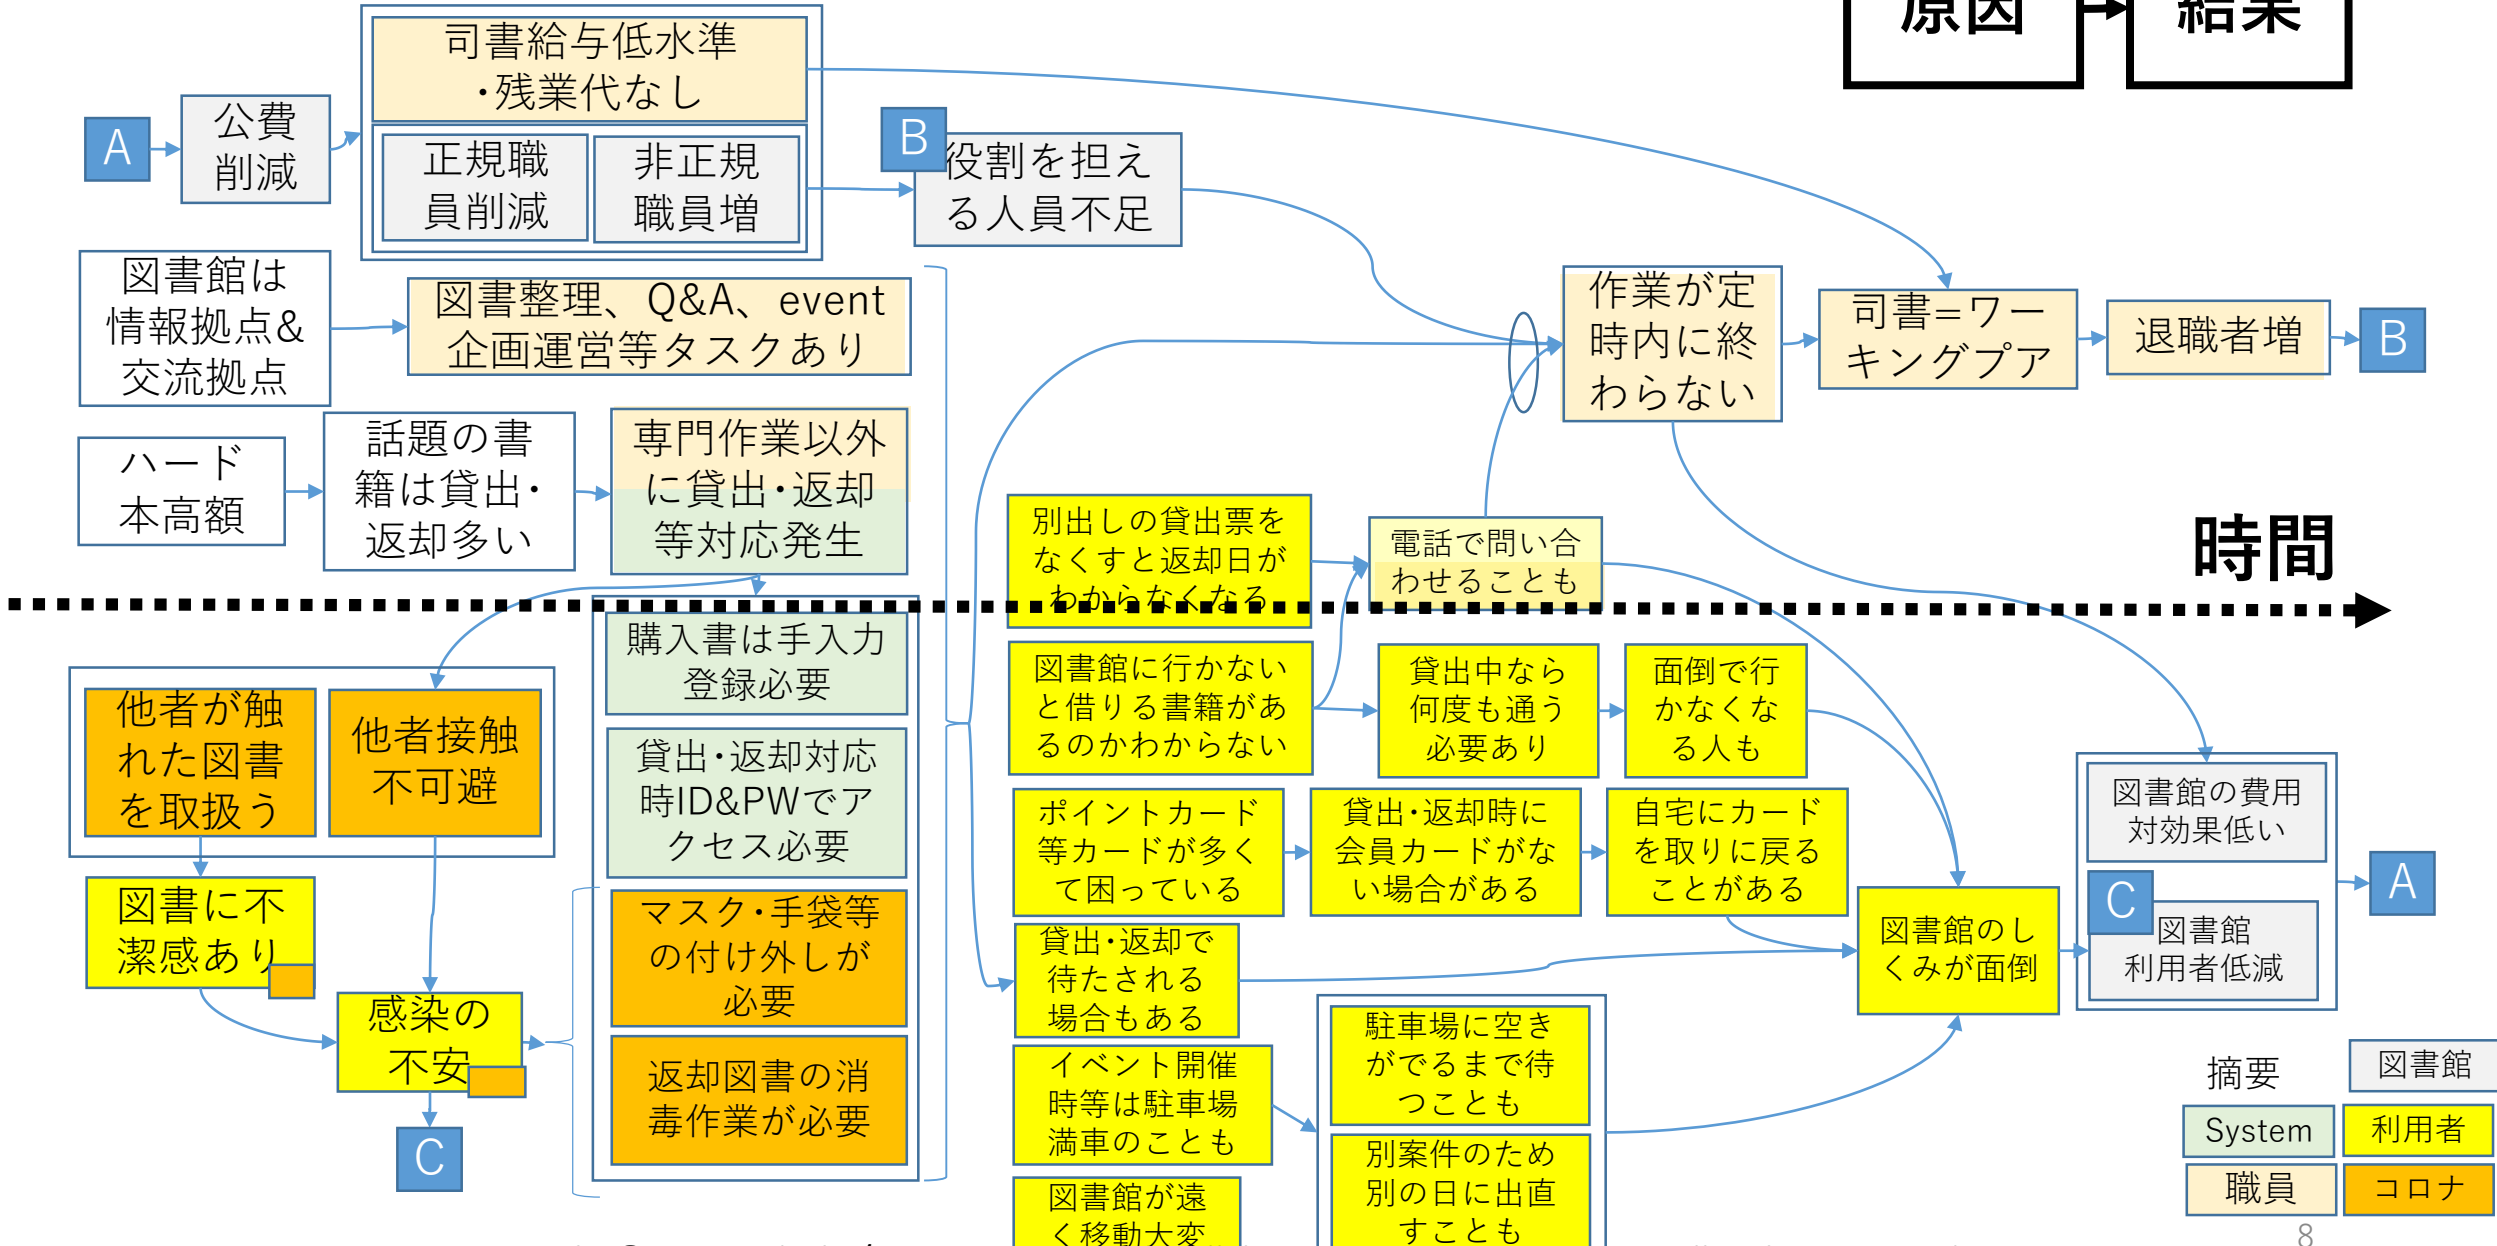 原因
結果
司書給与低水準
・残業代なし
A
公費
削減
正規職
員削減
非正規
職員増
B
役割を担え
る人員不足
図書館は
情報拠点&
交流拠点
図書整理、Q&A、event
企画運営等タスクあり
作業が定
時内に終
わらない
司書=ワー
キングプア
退職者増
B
ハード
本高額
話題の書
籍は貸出・
返却多い
専門作業以外
に貸出・返却
等対応発生
別出しの貸出票を
なくすと返却日が
わからなくなる
電話で問い合
わせることも
時間
購入書は手入力
登録必要
図書館に行かない
と借りる書籍があ
るのかわからない
貸出中なら
何度も通う
必要あり
面倒で行
かなくな
る人も
他者が触
れた図書
を取扱う
他者接触
不可避
貸出・返却対応
時ID&PWでア
クセス必要
ポイントカード
等カードが多く
て困っている
貸出・返却時に
会員カードがな
い場合がある
自宅にカード
を取りに戻る
ことがある
図書館の費用
対効果低い
A
C
図書館
利用者低減
図書に不
潔感あり
マスク・手袋等
の付け外しが
必要
貸出・返却で
待たされる
場合もある
図書館のし
くみが面倒
感染の
不安
返却図書の消
毒作業が必要
イベント開催
時等は駐車場
満車のことも
駐車場に空き
がでるまで待
つことも
C
図書館が遠
く移動大変
別案件のため
別の日に出直
すことも
摘要
図書館
System
利用者
職員
コロナ
8